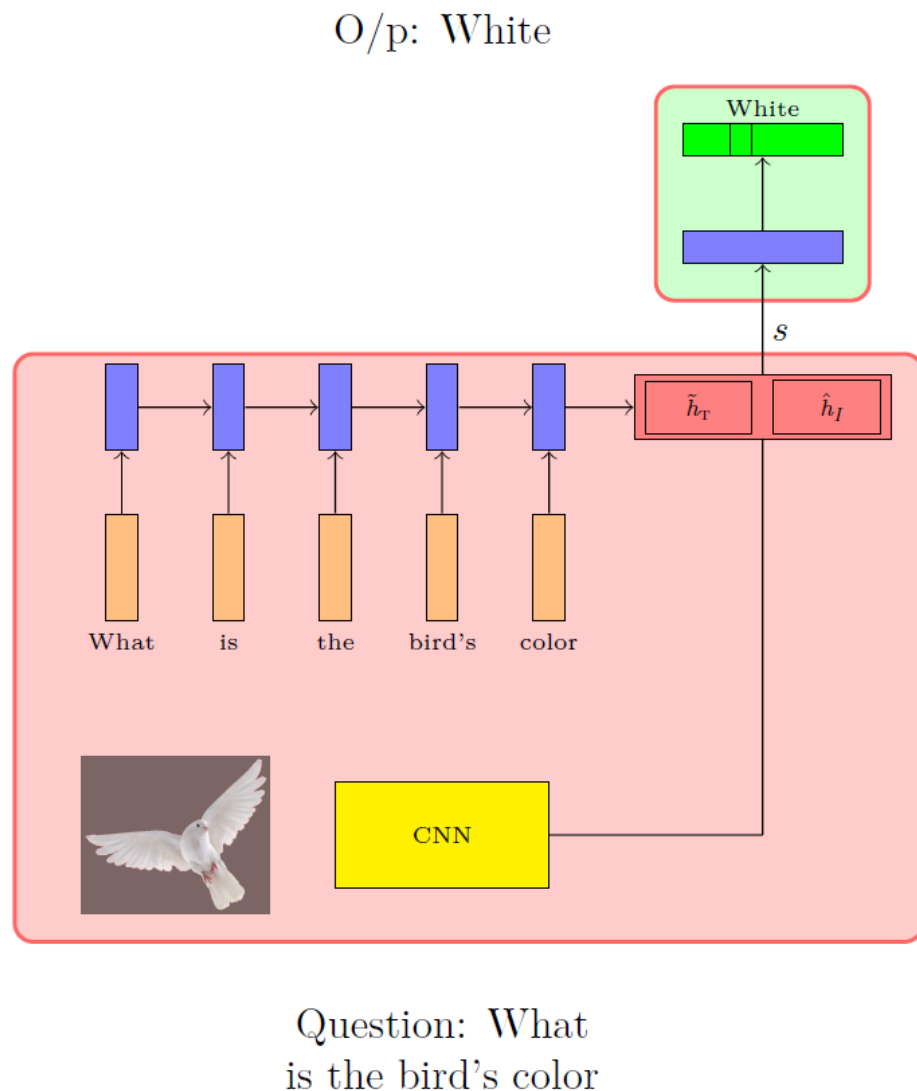 O/p: White
White
s
h̃_T ĥ_I
What is the bird's color
CNN
Question: What
is the bird's color